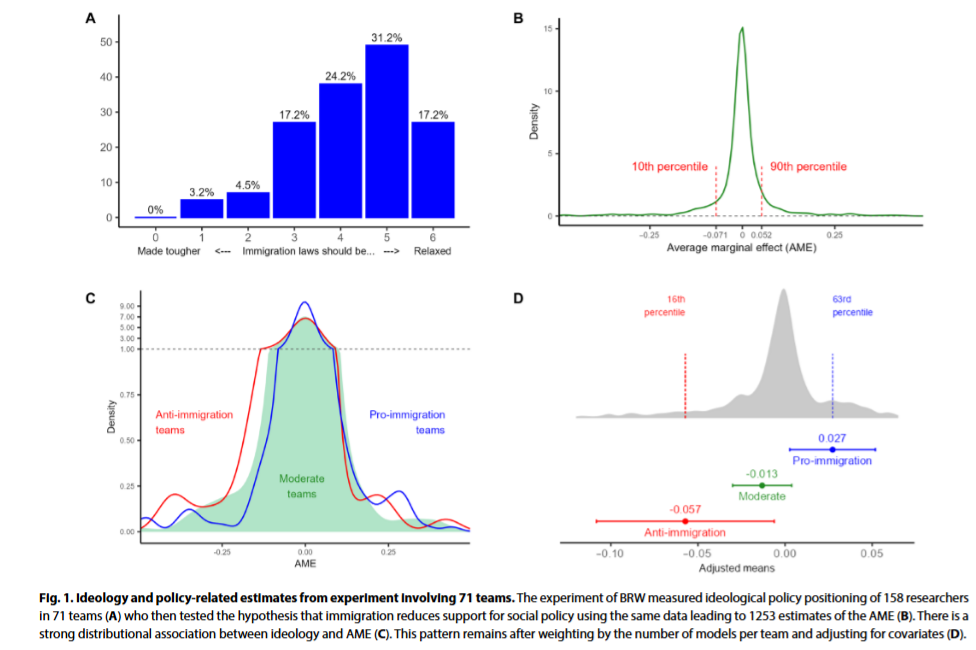 A
50
40
30
20
10
0
0%
3.2%
4.5%
17.2%
24.2%
31.2%
17.2%
0 1 2 3 4 5 6
Made tougher <--- Immigration laws should be... ---> Relaxed
B
15
10
5
0
Density
10th percentile
90th percentile
-0.25 -0.071 0 0.052 0.25
Average marginal effect (AME)
C
9.00
7.00
5.00
3.00
1.00
0.75
0.50
0.25
0.00
Density
Anti-immigration
teams
Pro-immigration
teams
Moderate
teams
-0.25 0.00 0.25
AME
D
16th
percentile
63rd
percentile
0.027
Pro-immigration
-0.013
Moderate
-0.057
Anti-immigration
-0.10 -0.05 0.00 0.05
Adjusted means
Fig. 1. Ideology and policy-related estimates from experiment involving 71 teams. The experiment of BRW measured ideological policy positioning of 158 researchers
in 71 teams (A) who then tested the hypothesis that immigration reduces support for social policy using the same data leading to 1253 estimates of the AME (B). There is a
strong distributional association between ideology and AME (C). This pattern remains after weighting by the number of models per team and adjusting for covariates (D).